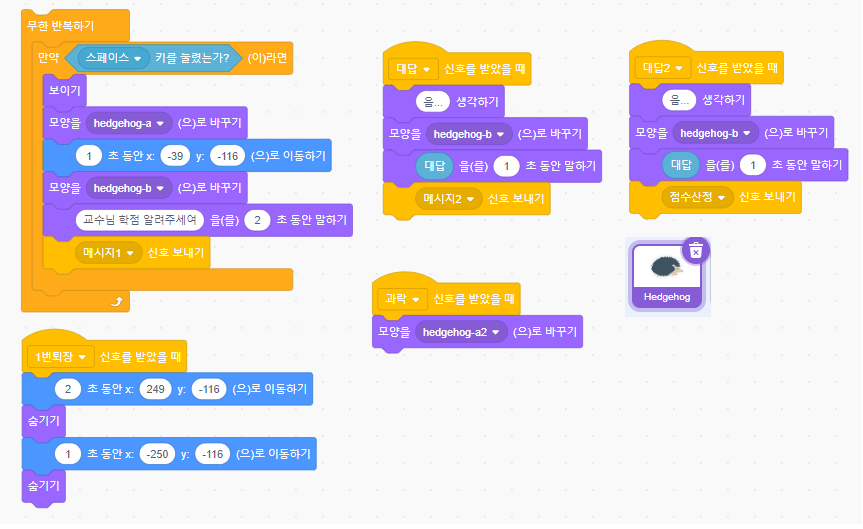 무한 반복하기
만약 스페이스 키를 눌렀는가? (이)라면
보이기
모양을 hedgehog-a (으)로 바꾸기
1 초 동안 x: -39 y: -116 (으)로 이동하기
모양을 hedgehog-b (으)로 바꾸기
교수님 학점 알려주세여 을(를) 2 초 동안 말하기
메시지1 신호 보내기
1번퇴장 신호를 받았을 때
2 초 동안 x: 249 y: -116 (으)로 이동하기
숨기기
1 초 동안 x: -250 y: -116 (으)로 이동하기
숨기기
대답 신호를 받았을 때
음... 생각하기
모양을 hedgehog-b (으)로 바꾸기
대답 을(를) 1 초 동안 말하기
메시지2 신호 보내기
과락 신호를 받았을 때
모양을 hedgehog-a2 (으)로 바꾸기
대답2 신호를 받았을 때
음... 생각하기
모양을 hedgehog-b (으)로 바꾸기
대답 을(를) 1 초 동안 말하기
점수산정 신호 보내기
Hedgehog